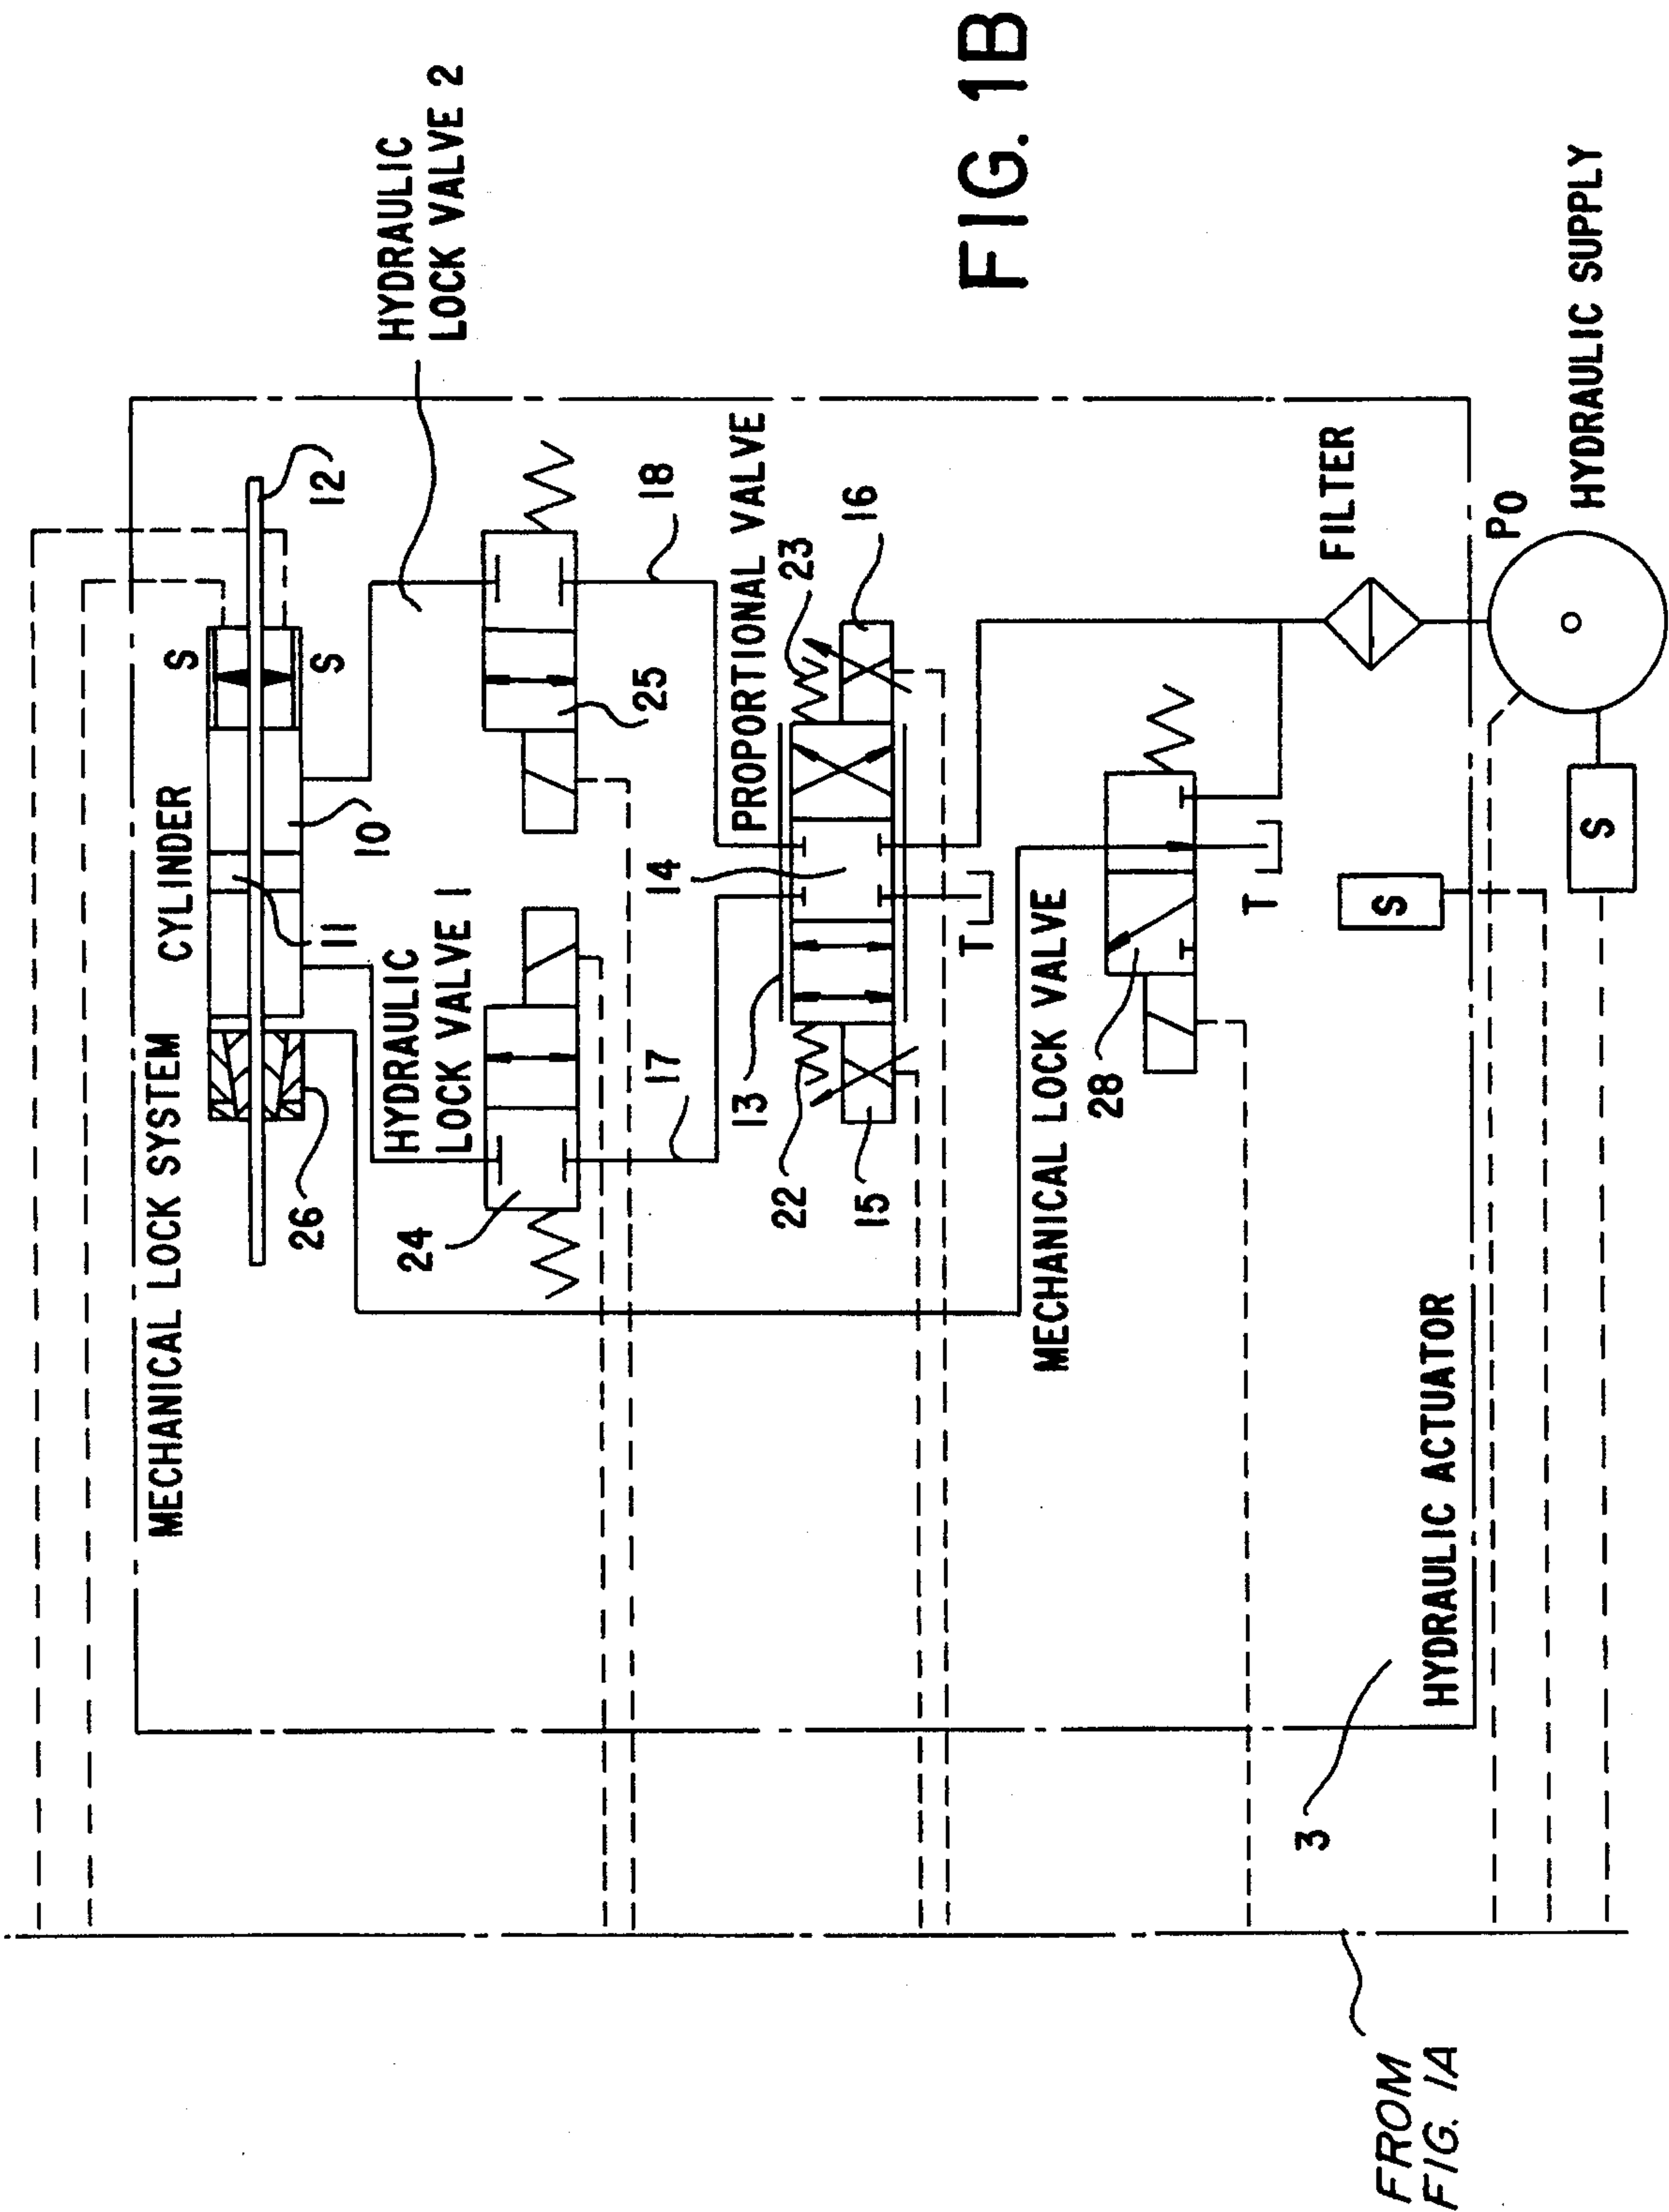 MECHANICAL LOCK SYSTEM
CYLINDER
S
S
12
10
11
26
HYDRAULIC
LOCK VALVE 2
HYDRAULIC
LOCK VALVE 1
24
25
17
18
PROPORTIONAL VALVE
13
14
22
23
15
16
T
MECHANICAL LOCK VALVE
28
T
S
FILTER
P0
HYDRAULIC SUPPLY
S
HYDRAULIC ACTUATOR
3
FROM
FIG. 1A
FIG. 1B